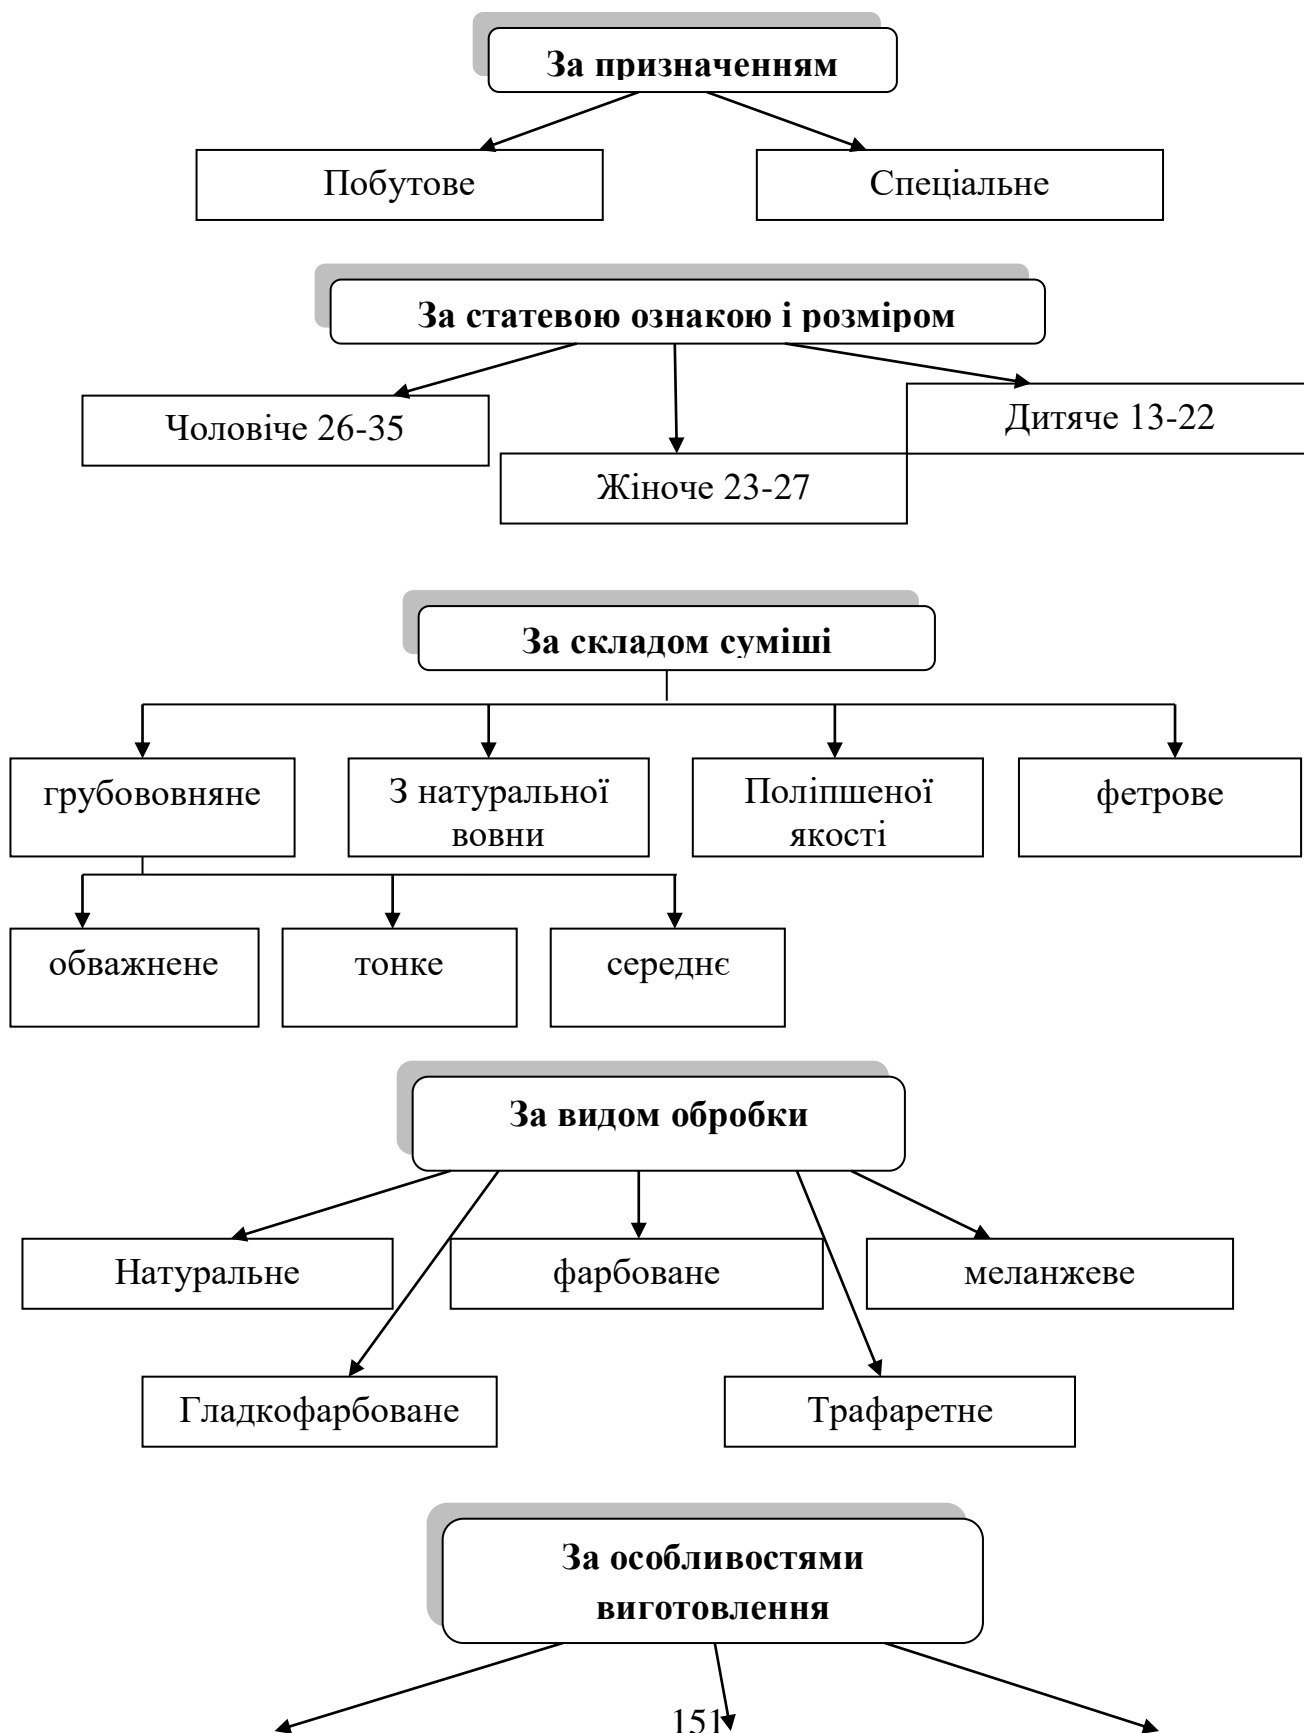 За призначенням
Побутове
Спеціальне
За статевою ознакою і розміром
Чоловіче 26-35
Жіноче 23-27
Дитяче 13-22
За складом суміші
грубововняне
З натуральної
вовни
Поліпшеної
якості
фетрове
обважнене
тонке
середнє
За видом обробки
Натуральне
фарбоване
меланжеве
Гладкофарбоване
Трафаретне
За особливостями
виготовлення
151